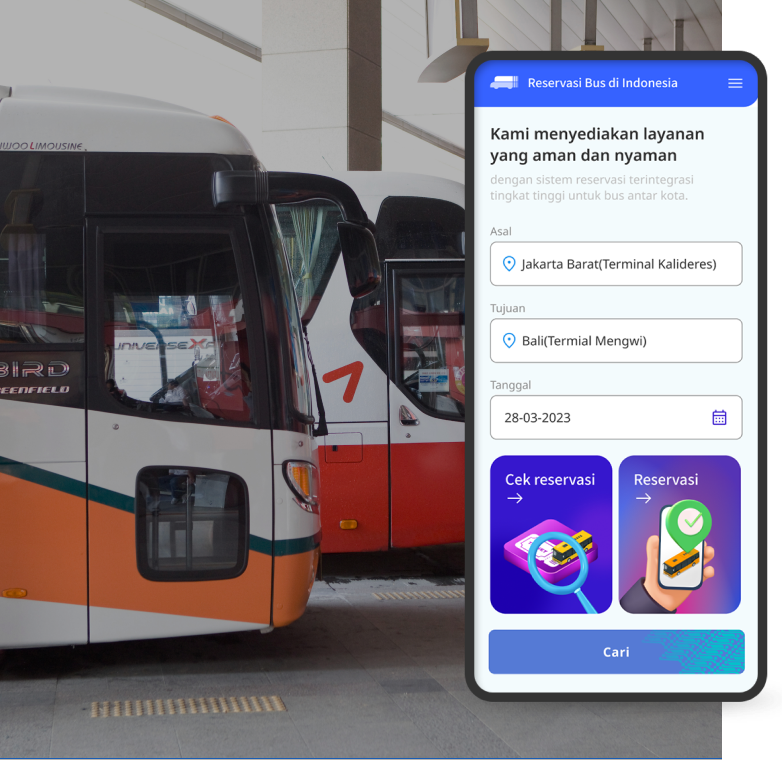 LIMOUSINE
UNIVERSE
BIRD
Reservasi Bus di Indonesia
Kami menyediakan layanan
yang aman dan nyaman
dengan sistem reservasi terintegrasi
tingkat tinggi untuk bus antar kota.
Asal
Jakarta Barat(Terminal Kalideres)
Tujuan
Bali(Termial Mengwi)
Tanggal
28-03-2023
Cek reservasi
Reservasi
Cari